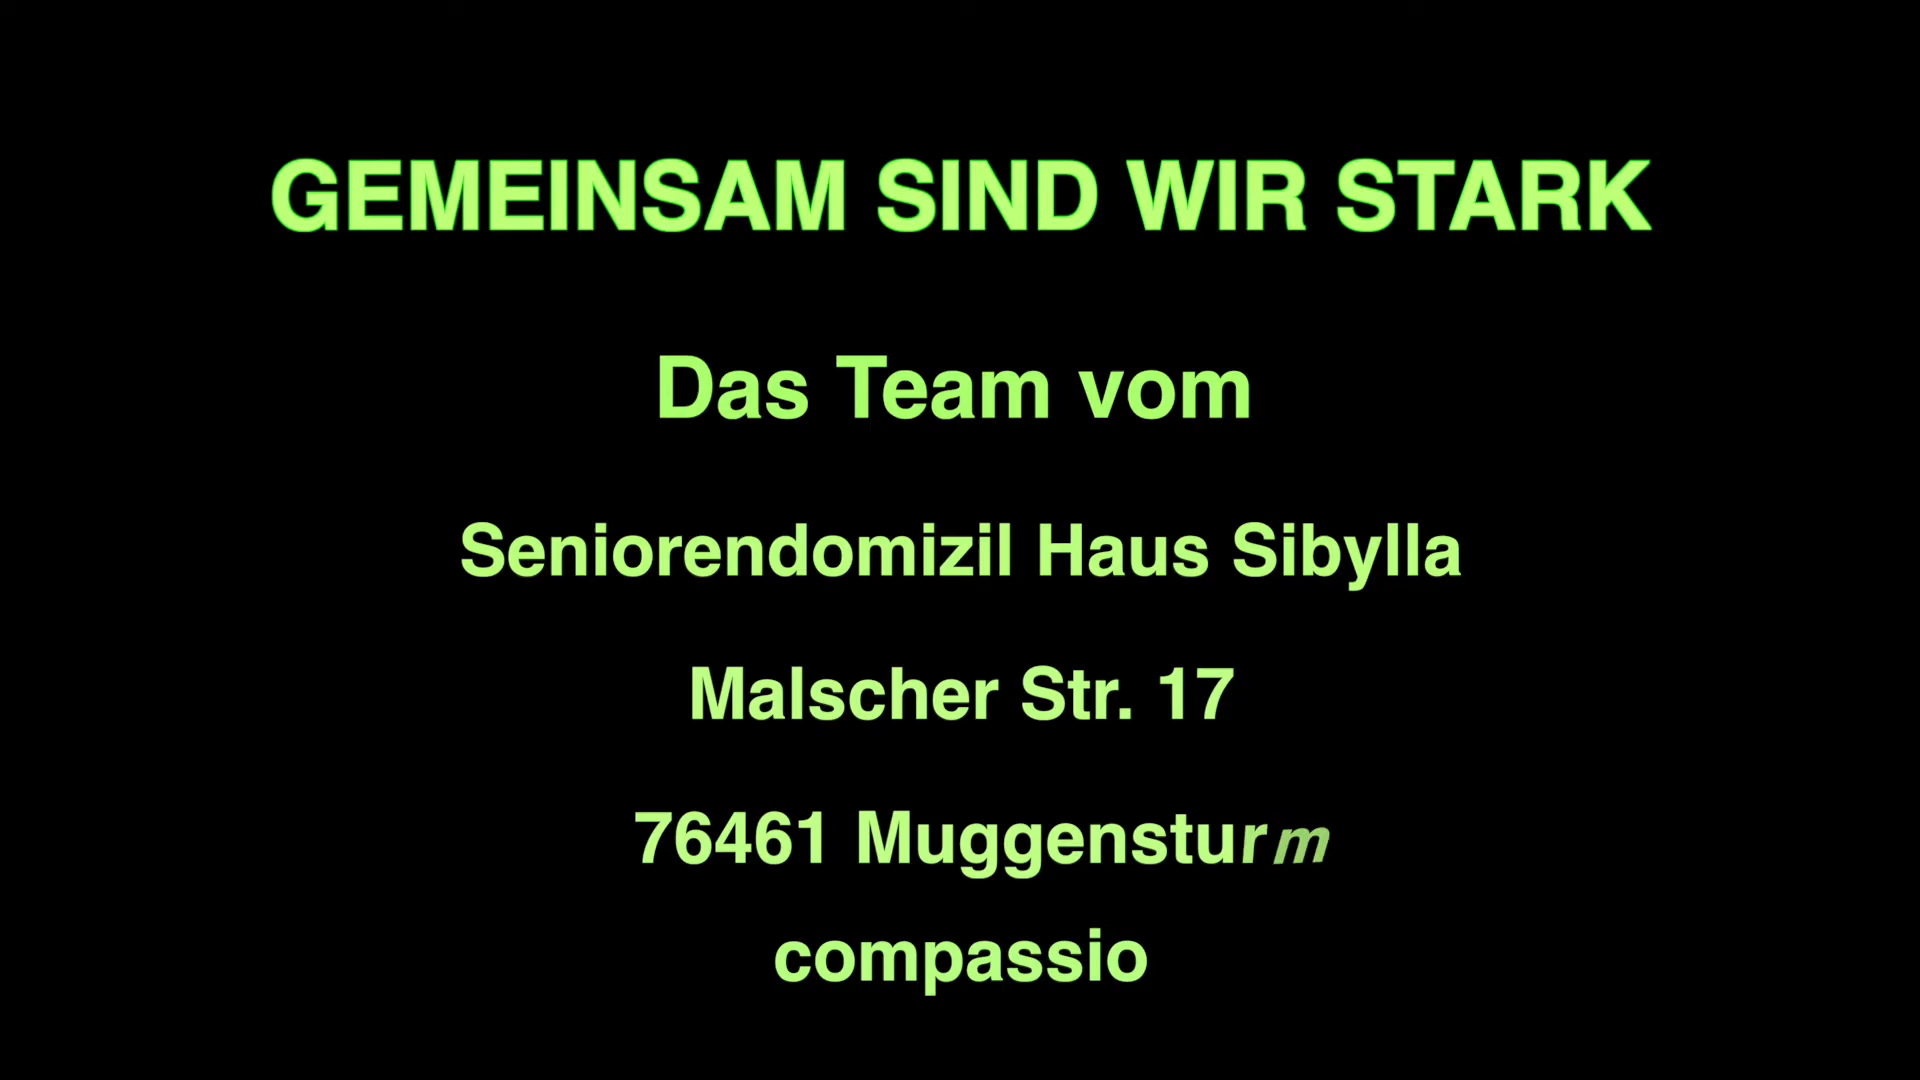 GEMEINSAM SIND WIR STARK
Das Team vom
Seniorendomizil Haus Sibylla
Malscher Str. 17
76461 Muggensturm
compassio